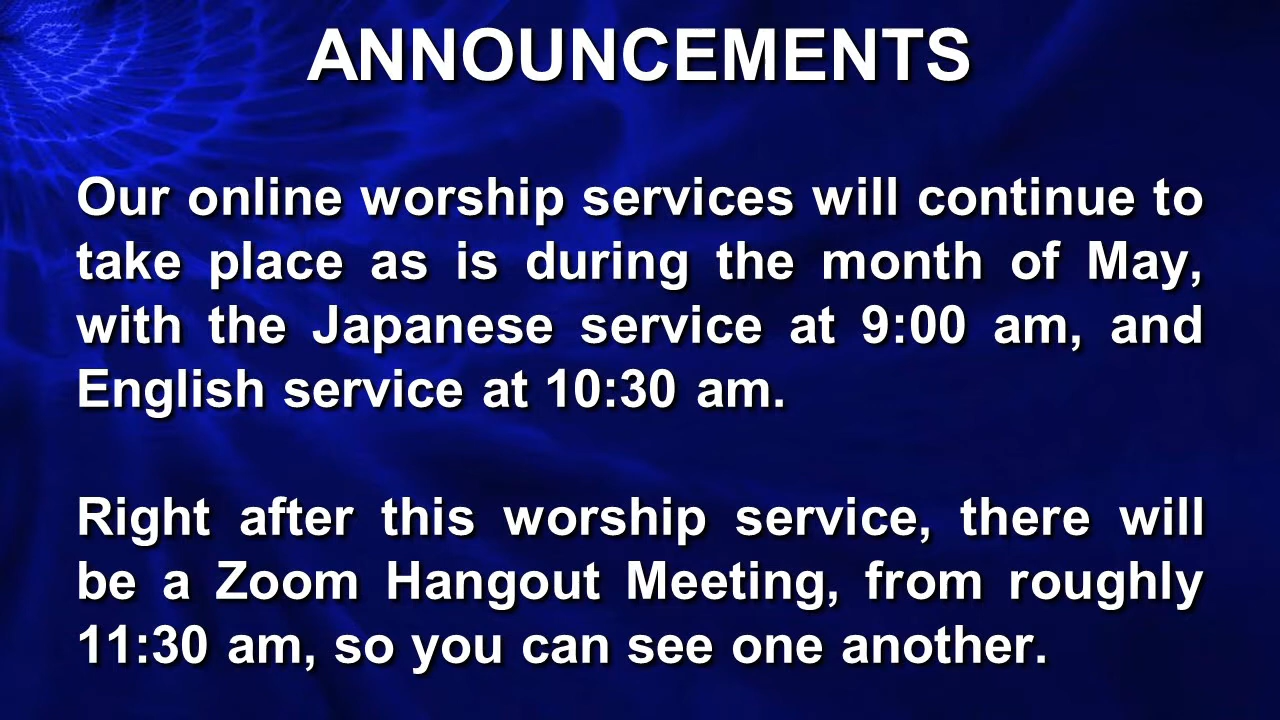 ANNOUNCEMENTS
Our online worship services will continue to
take place as is during the month of May,
with the Japanese service at 9:00 am, and
English service at 10:30 am.
Right after this worship service, there will
be a Zoom Hangout Meeting, from roughly
11:30 am, so you can see one another.